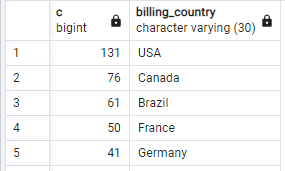 c billing_country
bigint character varying (30)
1 131 USA
2 76 Canada
3 61 Brazil
4 50 France
5 41 Germany